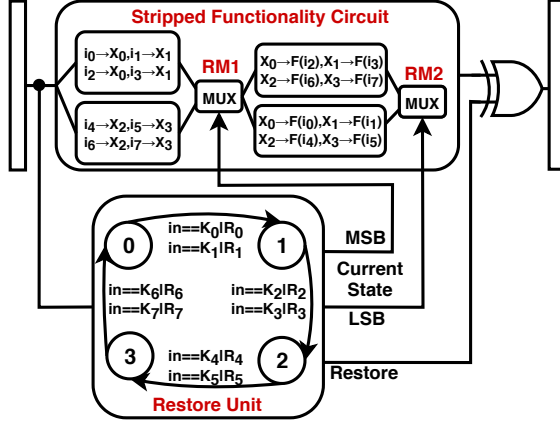 Stripped Functionality Circuit
i0→X0,i1→X1
i2→X0,i3→X1
i4→X2,i5→X3
i6→X2,i7→X3
RM1
MUX
X0→F(i2),X1→F(i3)
X2→F(i6),X3→F(i7)
X0→F(i0),X1→F(i1)
X2→F(i4),X3→F(i5)
RM2
MUX
0
in==K0|R0
in==K1|R1
1
MSB
Current
State
in==K6|R6
in==K7|R7
in==K2|R2
in==K3|R3
LSB
3
in==K4|R4
in==K5|R5
2
Restore
Restore Unit